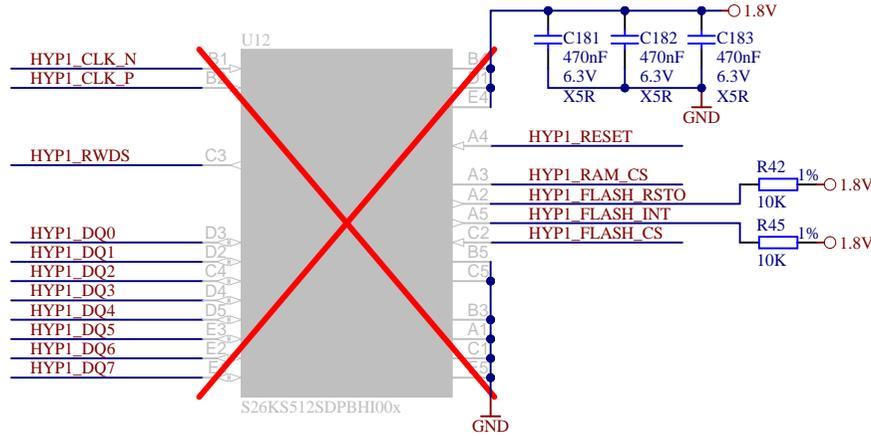 U12
1.8V
HYP1_CLK_N
B1
HYP1_CLK_P
C181
470nF
6.3V
X5R
C182
470nF
6.3V
X5R
C183
470nF
6.3V
X5R
E4
GND
A4
HYP1_RESET
HYP1_RWDS
C3
A3
HYP1_RAM_CS
A2
HYP1_FLASH_RSTO
A5
HYP1_FLASH_INT
C2
HYP1_FLASH_CS
R42
1%
10K
1.8V
R45
1%
10K
1.8V
HYP1_DQ0
D3
HYP1_DQ1
D2
HYP1_DQ2
C4
HYP1_DQ3
D4
HYP1_DQ4
D5
HYP1_DQ5
E3
HYP1_DQ6
E2
HYP1_DQ7
B5
C5
B3
A1
C1
E5
S26KS512SDPBHI00x
GND